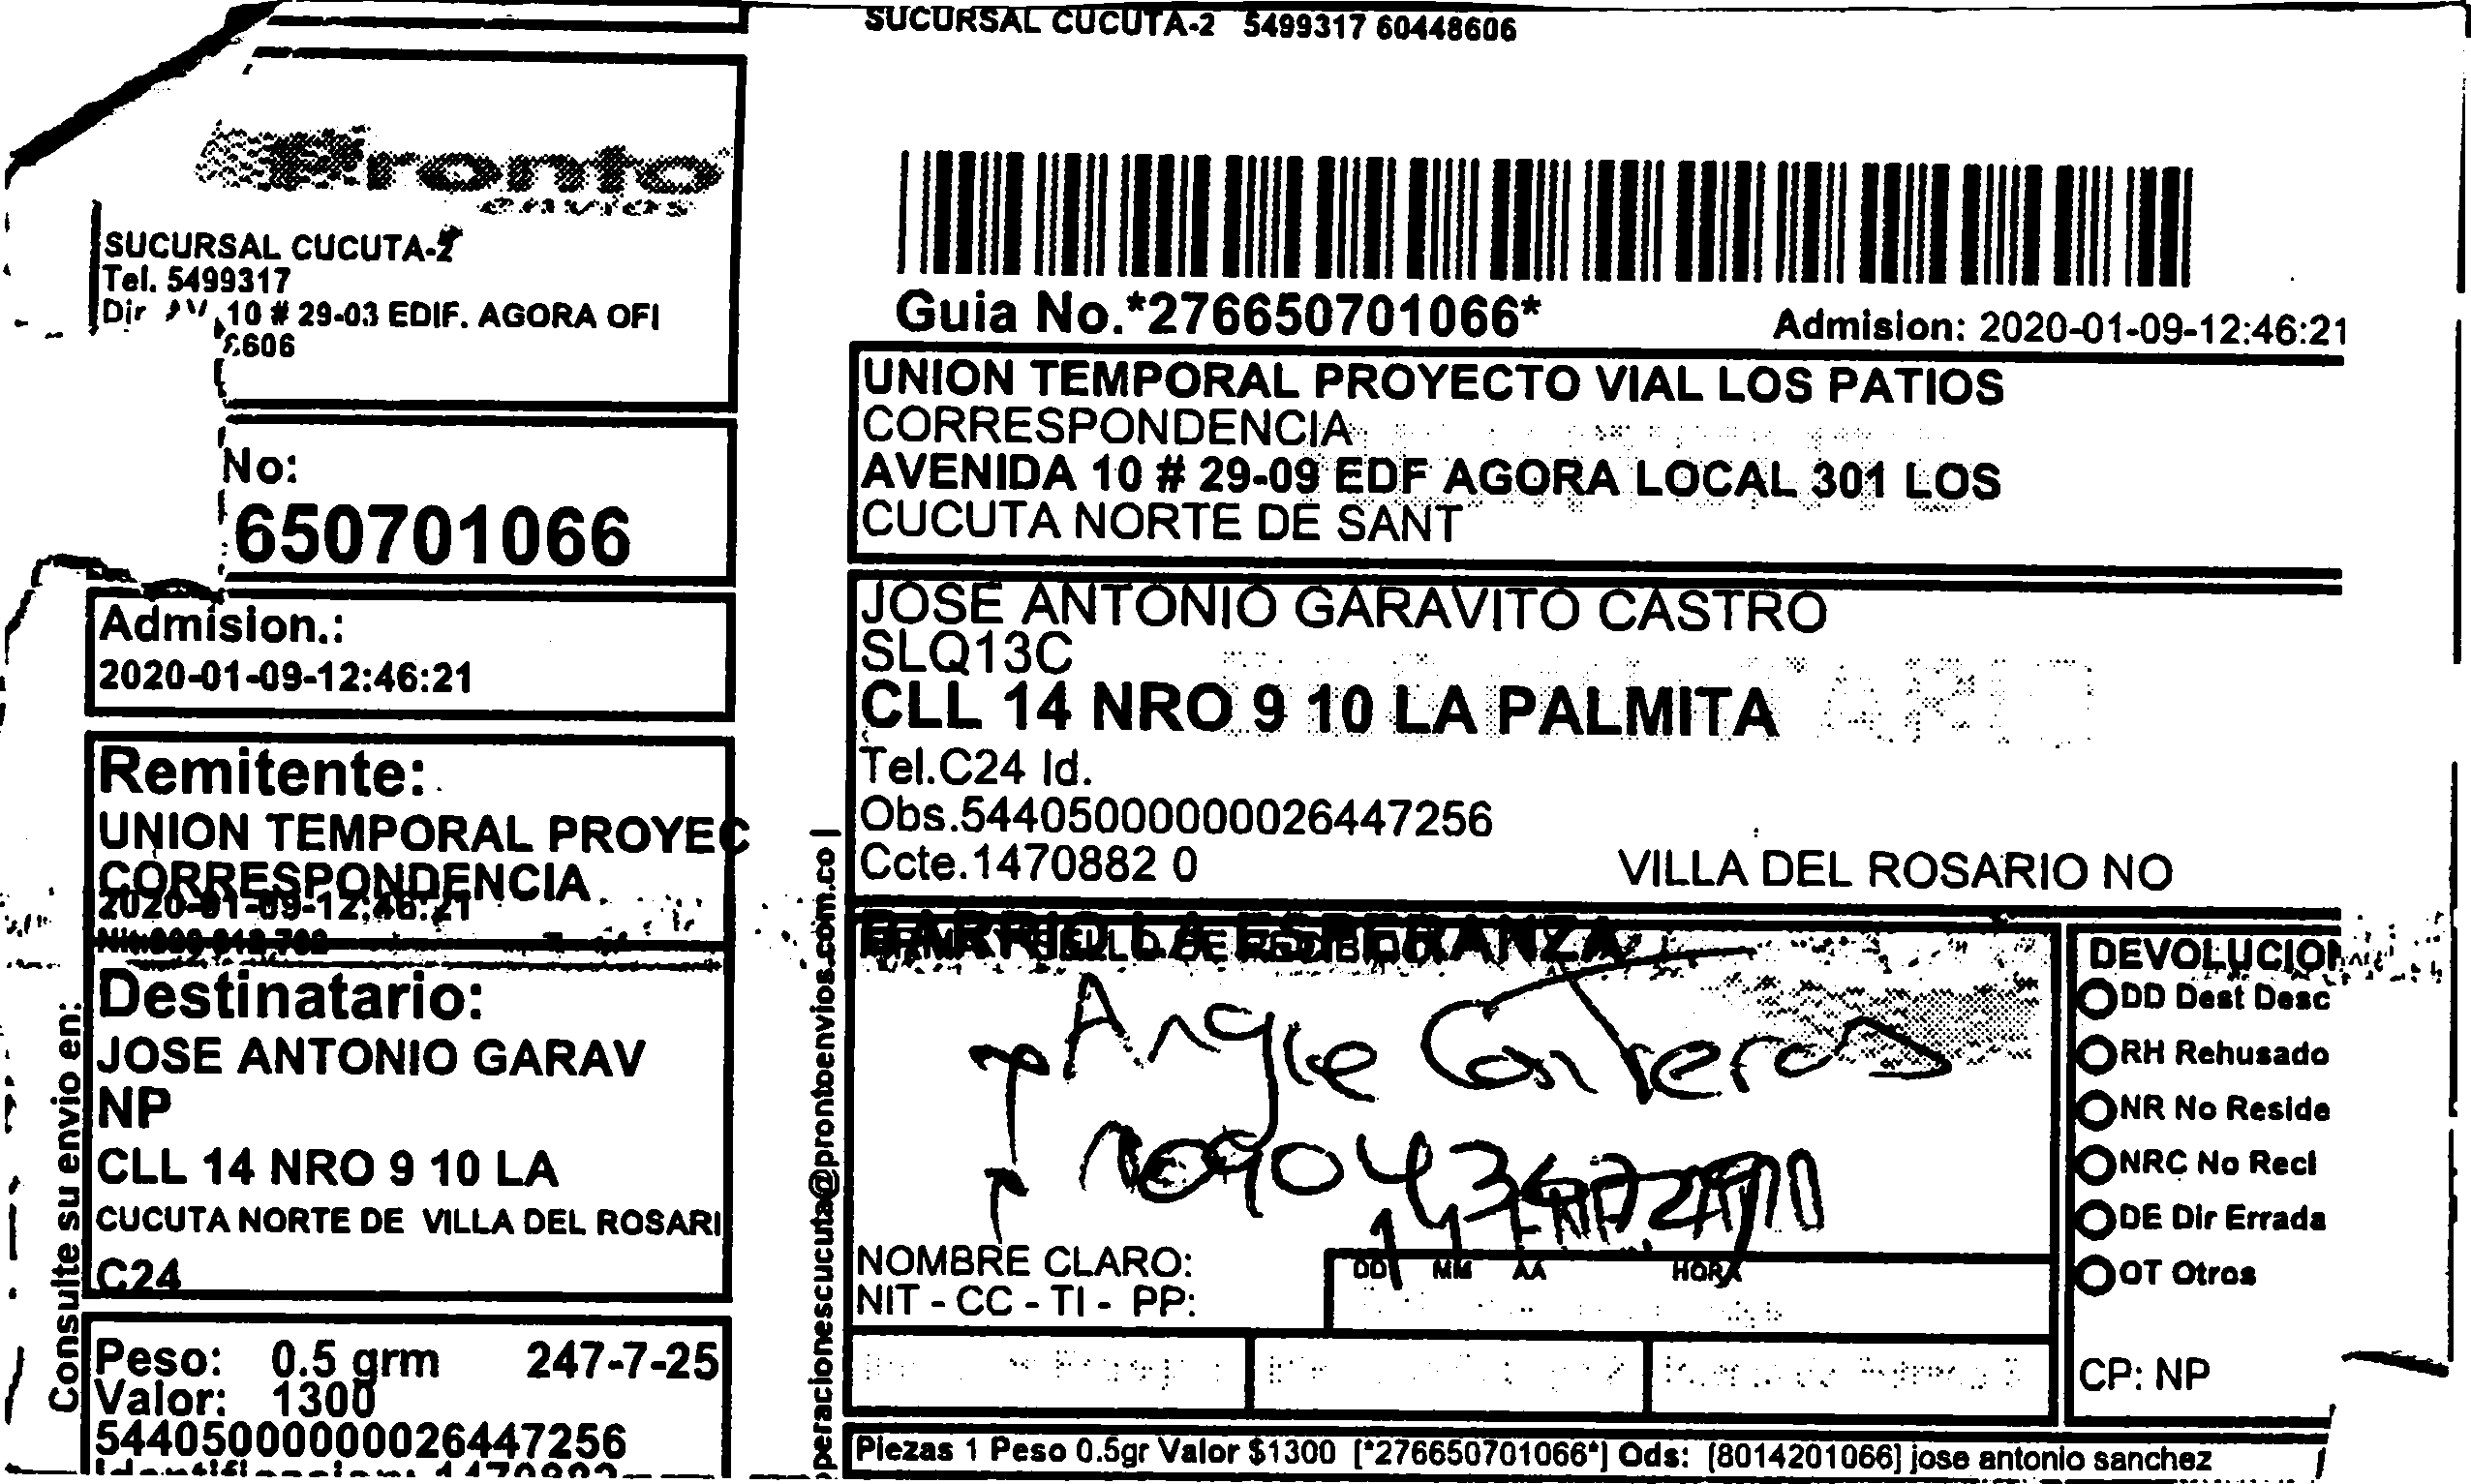 SUCURSAL CUCUTA-2 5499317 60448606
Pronto
envios
SUCURSAL CUCUTA-2
Tel. 5499317
Dir AV 10 # 29-03 EDIF. AGORA OFI
606
No:
650701066
Admision.:
2020-01-09-12:46:21
Remitente:
UNION TEMPORAL PROYEC
CORRESPONDENCIA
2020-01-09-12:46:21
Destinatario:
JOSE ANTONIO GARAV
NP
CLL 14 NRO 9 10 LA
CUCUTA NORTE DE VILLA DEL ROSARI
C24
Peso: 0.5 grm 247-7-25
Valor: 1300
544050000000026447256
Consulte su envio en:
peracionescucuta@prontoenvios.com.co |
Guia No.*276650701066*
Admision: 2020-01-09-12:46:21
UNION TEMPORAL PROYECTO VIAL LOS PATIOS
CORRESPONDENCIA
AVENIDA 10 # 29-09 EDF AGORA LOCAL 301 LOS
CUCUTA NORTE DE SANT
JOSE ANTONIO GARAVITO CASTRO
SLQ13C
CLL 14 NRO 9 10 LA PALMITA
Tel.C24 Id.
Obs.544050000000026447256
Ccte.1470882 0
VILLA DEL ROSARIO NO
BARRIO LA ESPERANZA
Angie Contreras
NOMBRE CLARO:
NIT - CC - TI - PP:
DD MM AA HORA
DEVOLUCION
DD Dest Desc
RH Rehusado
NR No Reside
NRC No Recl
DE Dir Errada
OT Otros
CP: NP
Piezas 1 Peso 0.5gr Valor $1300 [*276650701066*] Ods: [8014201066] jose antonio sanchez